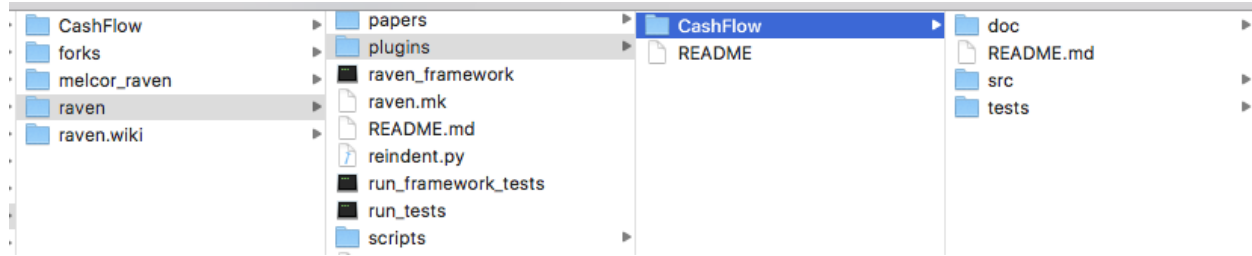 CashFlow
forks
melcor_raven
raven
raven.wiki
papers
plugins
raven_framework
raven.mk
README.md
reindent.py
run_framework_tests
run_tests
scripts
CashFlow
README
doc
README.md
src
tests